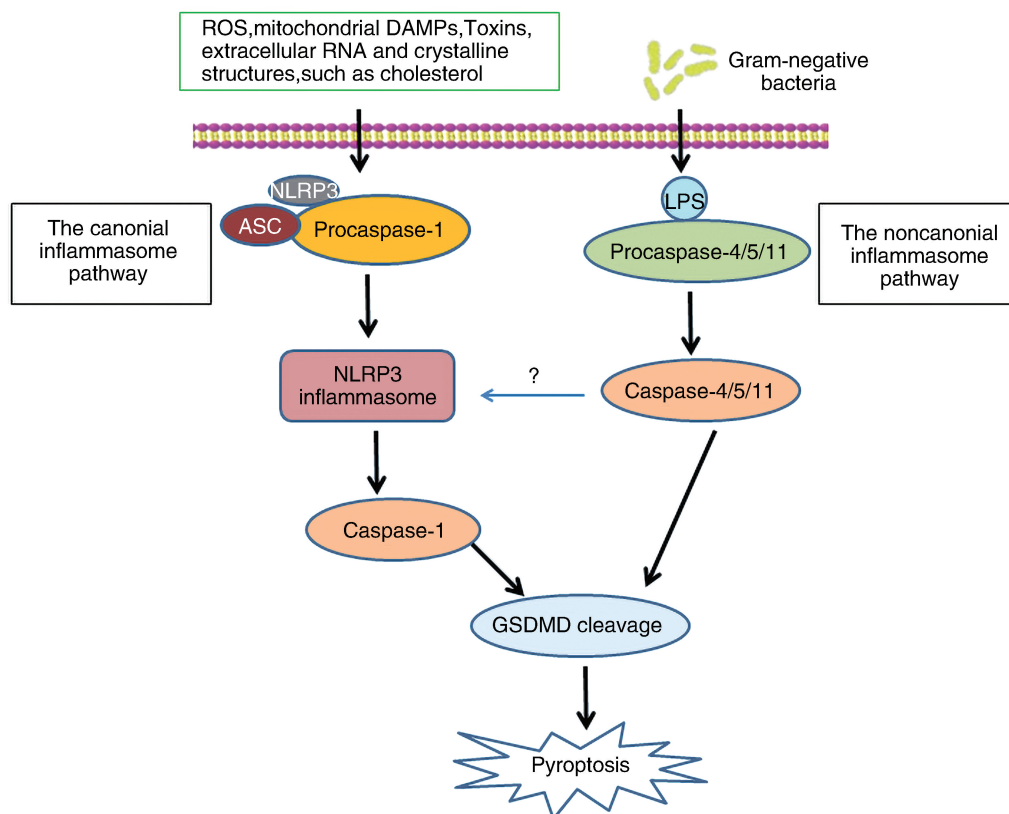 ROS,mitochondrial DAMPs,Toxins,
extracellular RNA and crystalline
structures,such as cholesterol
Gram-negative
bacteria
NLRP3
ASC
Procaspase-1
LPS
Procaspase-4/5/11
The canonial
inflammasome
pathway
The noncanonial
inflammasome
pathway
NLRP3
inflammasome
?
Caspase-4/5/11
Caspase-1
GSDMD cleavage
Pyroptosis